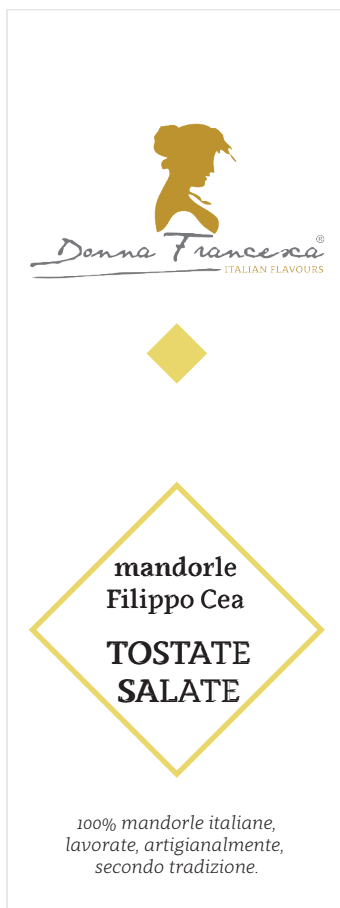 Donna Francesca®
ITALIAN FLAVOURS
mandorle
Filippo Cea
TOSTATE
SALATE
100% mandorle italiane,
lavorate, artigianalmente,
secondo tradizione.